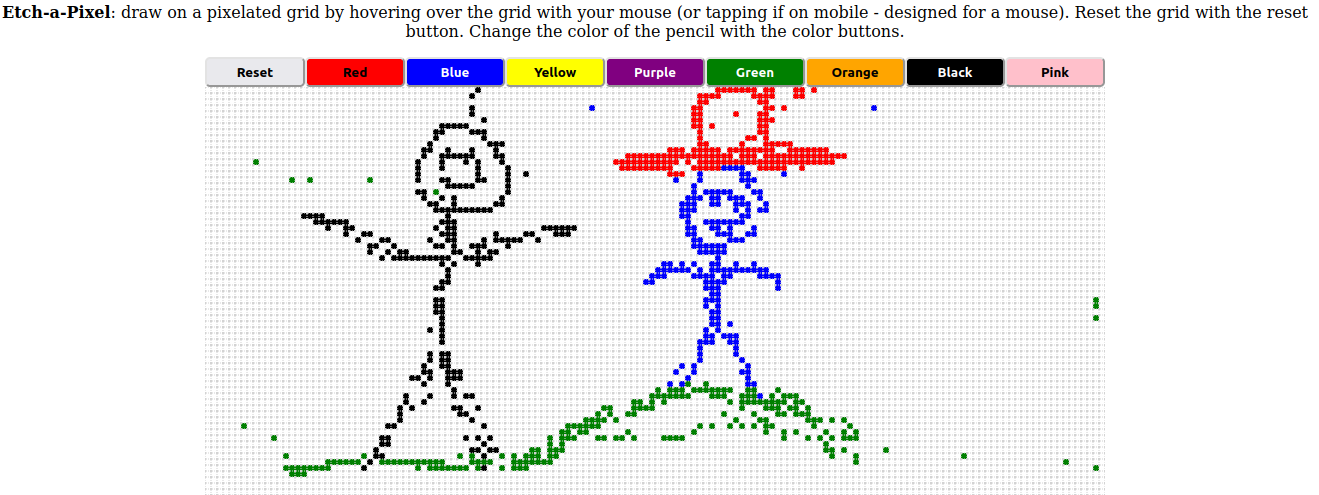 Etch-a-Pixel: draw on a pixelated grid by hovering over the grid with your mouse (or tapping if on mobile - designed for a mouse). Reset the grid with the reset
button. Change the color of the pencil with the color buttons.
Reset Red Blue Yellow Purple Green Orange Black Pink